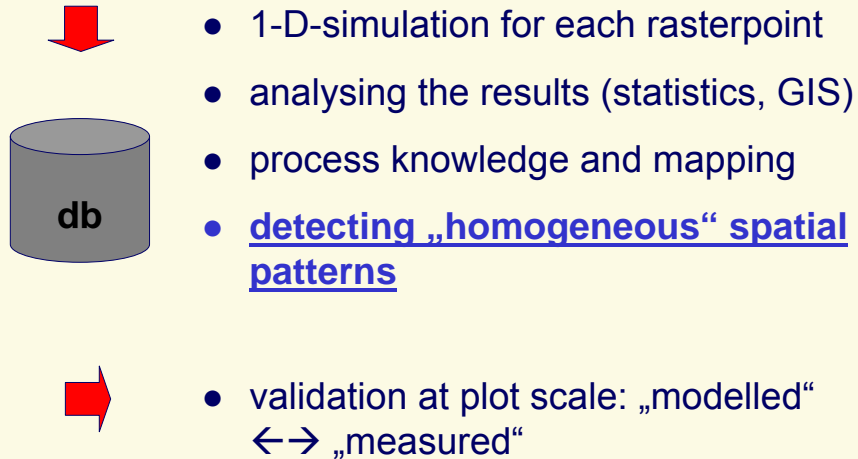 ● 1-D-simulation for each rasterpoint
● analysing the results (statistics, GIS)
● process knowledge and mapping
db
● detecting „homogeneous“ spatial
patterns
● validation at plot scale: „modelled“
←→ „measured“